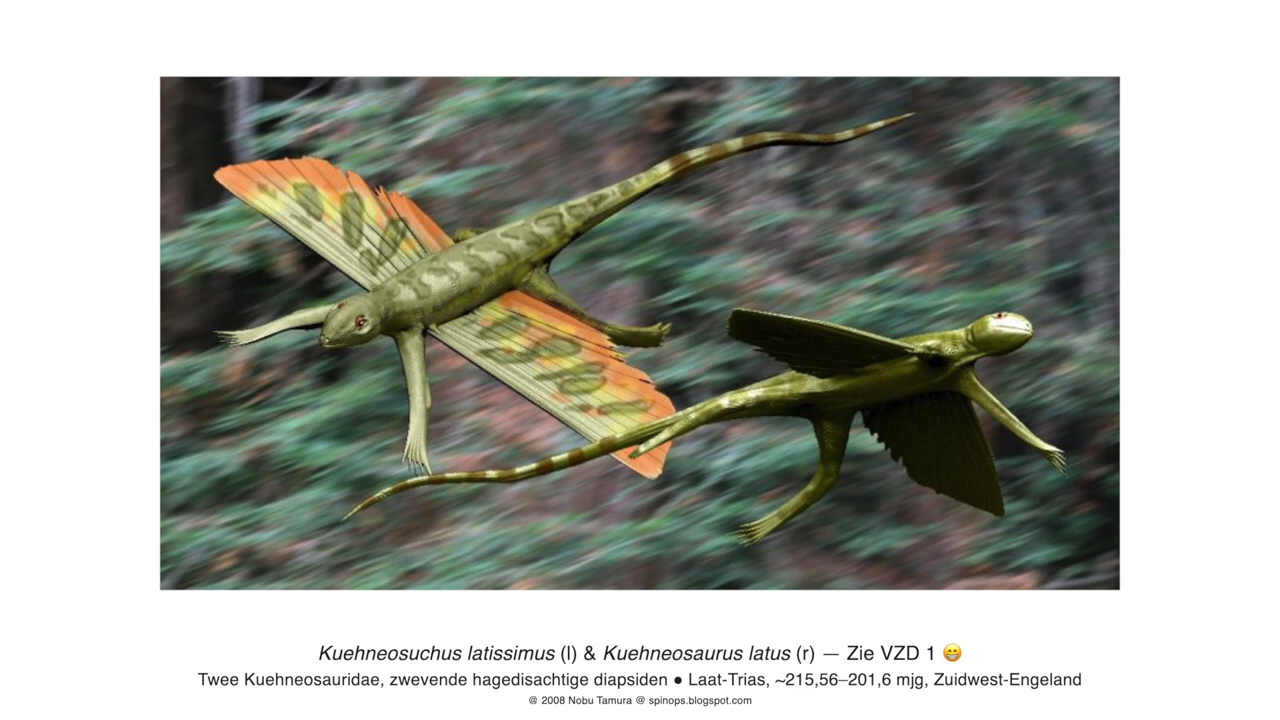 Kuehneosuchus latissimus (l) & Kuehneosaurus latus (r) — Zie VZD 1 😁
Twee Kuehneosauridae, zwevende hagedisachtige diapsiden ● Laat-Trias, ~215,56–201,6 mjg, Zuidwest-Engeland
@ 2008 Nobu Tamura @ spinops.blogspot.com